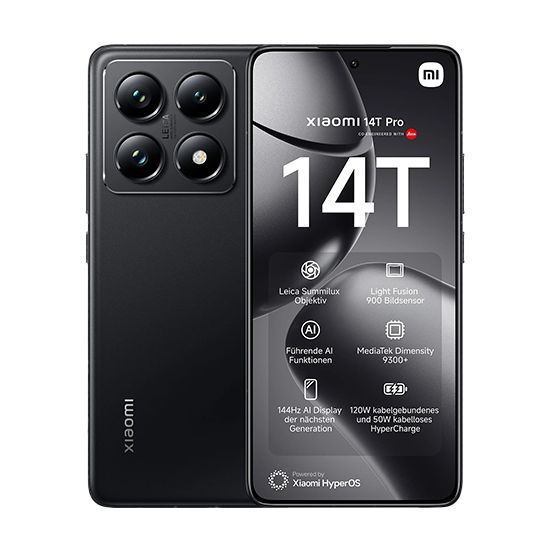 LEICA
xiaomi
mi
xiaomi 14T Pro
CO-ENGINEERED WITH Leica
14T
Leica Summilux
Objektiv
Light Fusion
900 Bildsensor
AI
Führende AI
Funktionen
MediaTek Dimensity
9300+
144Hz AI Display
der nächsten
Generation
120W kabelgebundenes
und 50W kabelloses
HyperCharge
Powered by
Xiaomi HyperOS